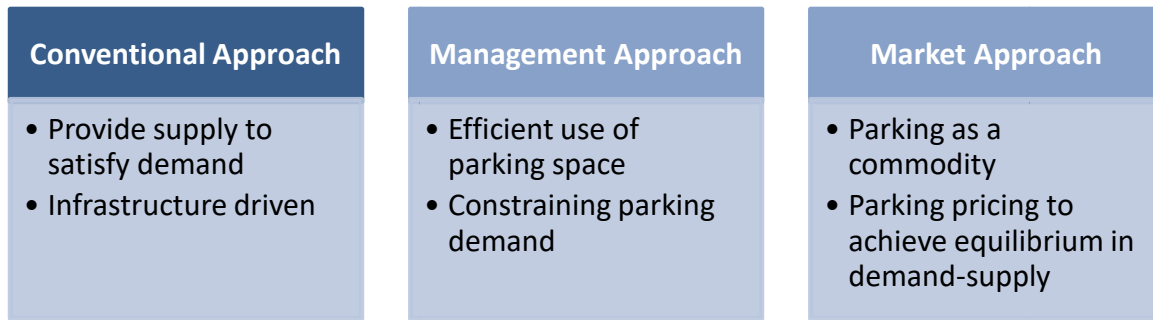 Conventional Approach
• Provide supply to
satisfy demand
• Infrastructure driven
Management Approach
• Efficient use of
parking space
• Constraining parking
demand
Market Approach
• Parking as a
commodity
• Parking pricing to
achieve equilibrium in
demand-supply